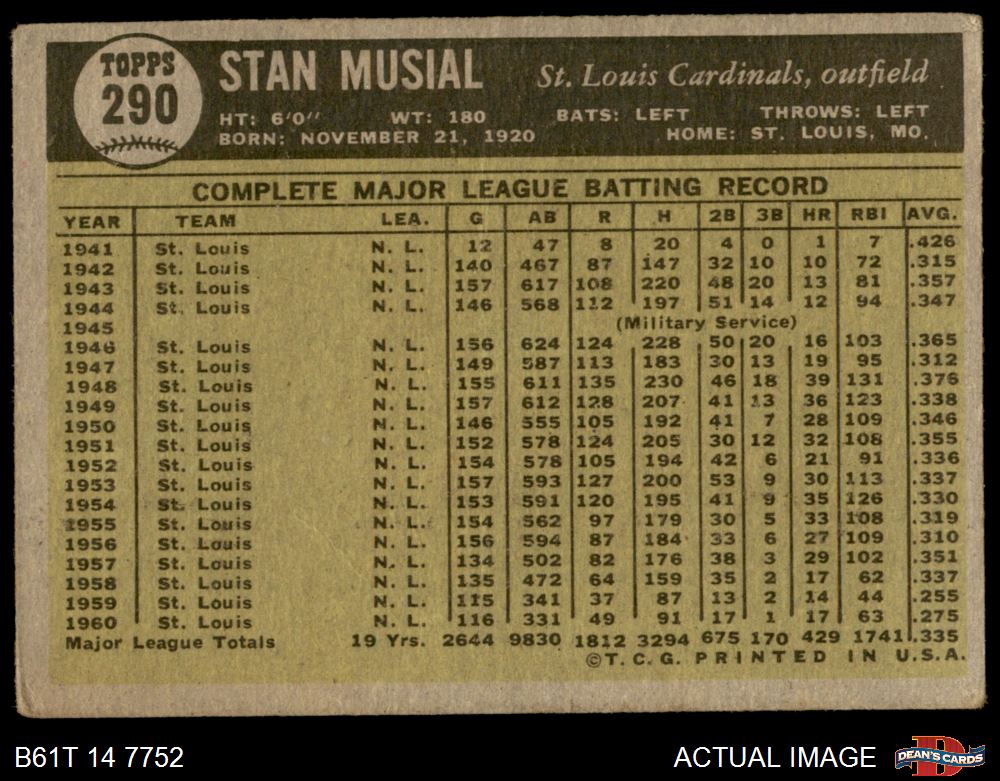 TOPPS
290
STAN MUSIAL St. Louis Cardinals, outfield
HT: 6'0" WT: 180 BATS: LEFT THROWS: LEFT
BORN: NOVEMBER 21, 1920 HOME: ST. LOUIS, MO.
COMPLETE MAJOR LEAGUE BATTING RECORD
YEAR TEAM LEA. G AB R H 2B 3B HR RBI AVG.
1941 St. Louis N. L. 12 47 8 20 4 0 1 7 .426
1942 St. Louis N. L. 140 467 87 147 32 10 10 72 .315
1943 St. Louis N. L. 157 617 108 220 48 20 13 81 .357
1944 St. Louis N. L. 146 568 112 197 51 14 12 94 .347
1945 (Military Service)
1946 St. Louis N. L. 156 624 124 228 50 20 16 103 .365
1947 St. Louis N. L. 149 587 113 183 30 13 19 95 .312
1948 St. Louis N. L. 155 611 135 230 46 18 39 131 .376
1949 St. Louis N. L. 157 612 128 207 41 13 36 123 .338
1950 St. Louis N. L. 146 555 105 192 41 7 28 109 .346
1951 St. Louis N. L. 152 578 124 205 30 12 32 108 .355
1952 St. Louis N. L. 154 578 105 194 42 6 21 91 .336
1953 St. Louis N. L. 157 593 127 200 53 9 30 113 .337
1954 St. Louis N. L. 153 591 120 195 41 9 35 126 .330
1955 St. Louis N. L. 154 562 97 179 30 5 33 108 .319
1956 St. Louis N. L. 156 594 87 184 33 6 27 109 .310
1957 St. Louis N. L. 134 502 82 176 38 3 29 102 .351
1958 St. Louis N. L. 135 472 64 159 35 2 17 62 .337
1959 St. Louis N. L. 115 341 37 87 13 2 14 44 .255
1960 St. Louis N. L. 116 331 49 91 17 1 17 63 .275
Major League Totals 19 Yrs. 2644 9830 1812 3294 675 170 429 1741 .335
©T. C. G. PRINTED IN U.S.A.
B61T 14 7752 ACTUAL IMAGE DEAN'S CARDS